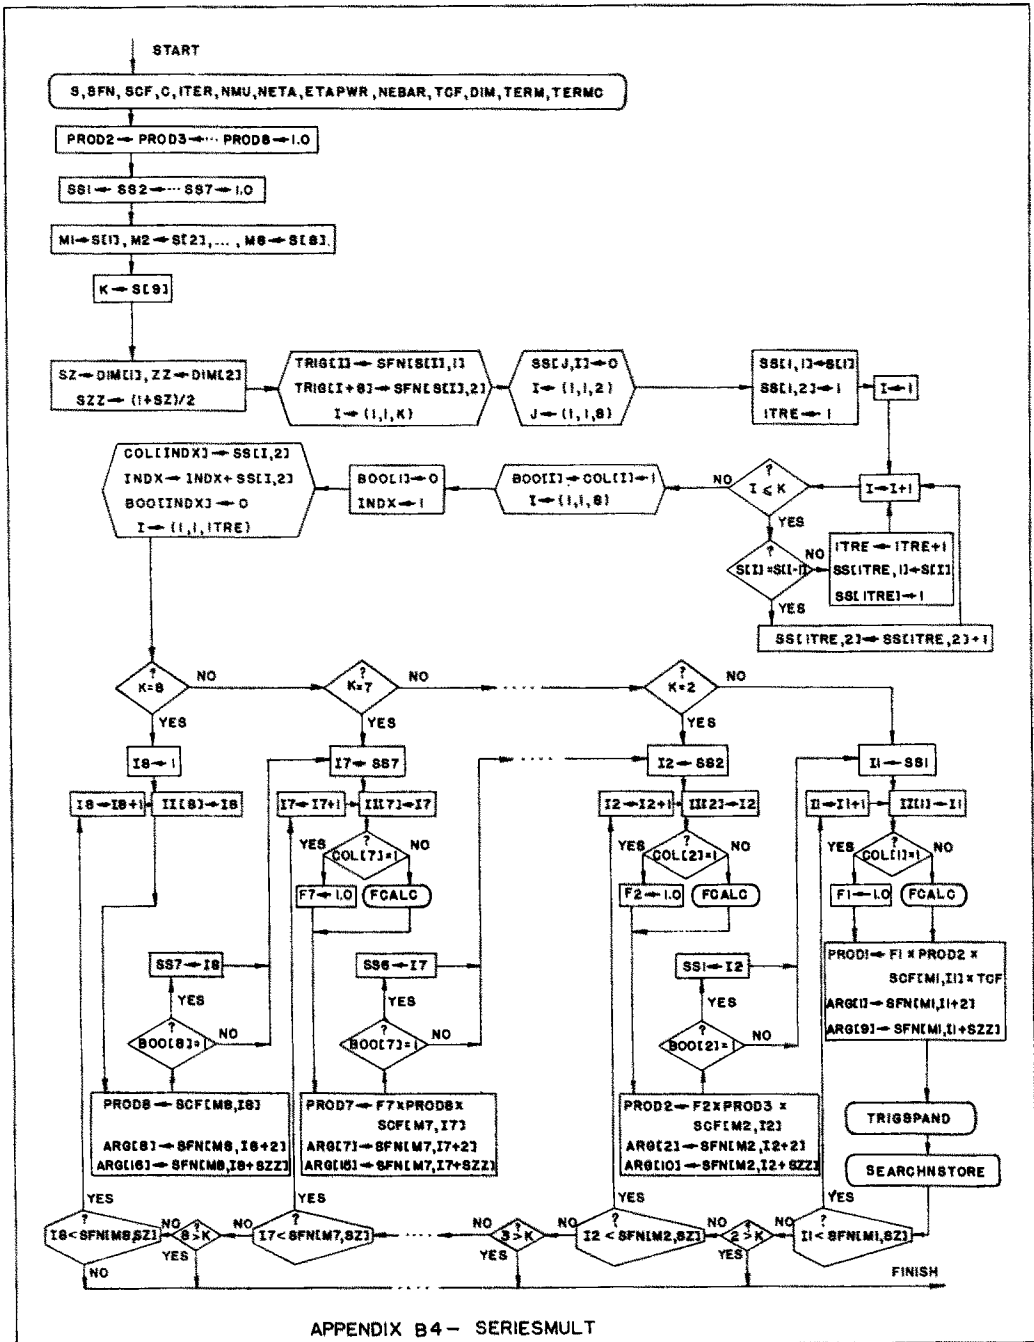 START
S,SFN,SCF,C,ITER,NMU,NETA,ETAPWR,NEBAR,TCF,DIM,TERM,TERMC
PROD2← PROD3←··· PROD8←1.0
SS1← SS2←··· SS7←1.0
M1←S[1], M2←S[2], ... , M8←S[8].
K←S[9]
SZ←DIM[1], ZZ←DIM[2]
SZZ←(1+SZ)/2
TRIG[I]←SFN[S[I],1]
TRIG[I+8]←SFN[S[I],2]
I←(1,1,K)
SS[J,I]←0
I←(1,1,2)
J←(1,1,8)
SS[1,1]←S[1]
SS[1,2]←1
ITRE←1
I←1
COL[INDX]←SS[I,2]
INDX←INDX+SS[I,2]
BOO[INDX]←0
I←(1,1,ITRE)
BOO[1]←0
INDX←1
BOO[I]←COL[I]←1
I←(1,1,8)
NO
?
I ⩽ K
I←I+1
YES
?
S[I]=S[I-1]
NO
ITRE←ITRE+1
SS[ITRE,1]←S[I]
SS[ITRE]←1
YES
SS[ITRE,2]←SS[ITRE,2]+1
?
K=8
NO
?
K=7
NO
····
?
K=2
NO
YES
YES
YES
I8←1
I7←SS7
····
I2←SS2
I1←SS1
I8←I8+1
II[8]←I8
I7←I7+1
II[7]←I7
I2←I2+1
II[2]←I2
I1←I1+1
II[1]←I1
YES
?
COL[7]=1
NO
YES
?
COL[2]=1
NO
YES
?
COL[1]=1
NO
F7←1.0
FCALC
F2←1.0
FCALC
F1←1.0
FCALC
PROD1← F1 × PROD2 ×
SCF[M1,I1]×TCF
ARG[1]←SFN[M1,I1+2]
ARG[9]←SFN[M1,I1+SZZ]
SS7←I8
SS6←I7
SS1←I2
YES
YES
YES
?
BOO[8]=1
NO
?
BOO[7]=1
NO
?
BOO[2]=1
NO
PROD8←SCF[M8,I8]
ARG[8]←SFN[M8,I8+2]
ARG[16]←SFN[M8,I8+SZZ]
PROD7←F7×PROD8×
SCF[M7,I7]
ARG[7]←SFN[M7,I7+2]
ARG[15]←SFN[M7,I7+SZZ]
PROD2←F2×PROD3 ×
SCF[M2,I2]
ARG[2]←SFN[M2,I2+2]
ARG[10]←SFN[M2,I2+SZZ]
TRIGSPAND
SEARCHNSTORE
YES
?
I8<SFN[M8,SZ]
NO
?
8>K
NO
YES
?
I7<SFN[M7,SZ]
····
NO
?
3>K
NO
YES
?
I2<SFN[M2,SZ]
NO
?
2>K
NO
YES
?
I1<SFN[M1,SZ]
NO
YES
YES
YES
····
FINISH
APPENDIX B4- SERIESMULT